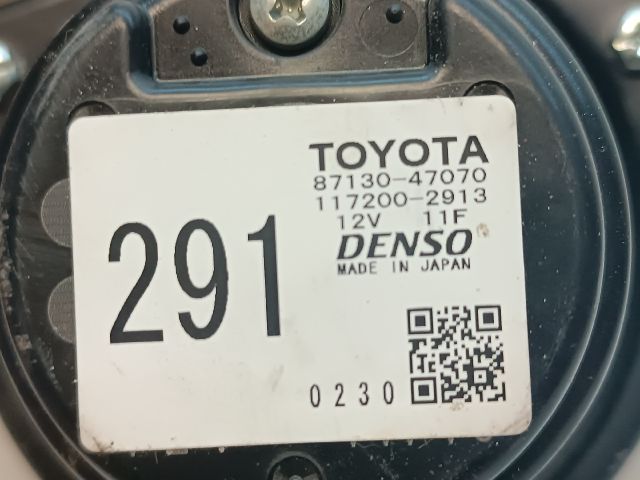 TOYOTA
87130-47070
117200-2913
12V 11F
DENSO
MADE IN JAPAN
291
0230